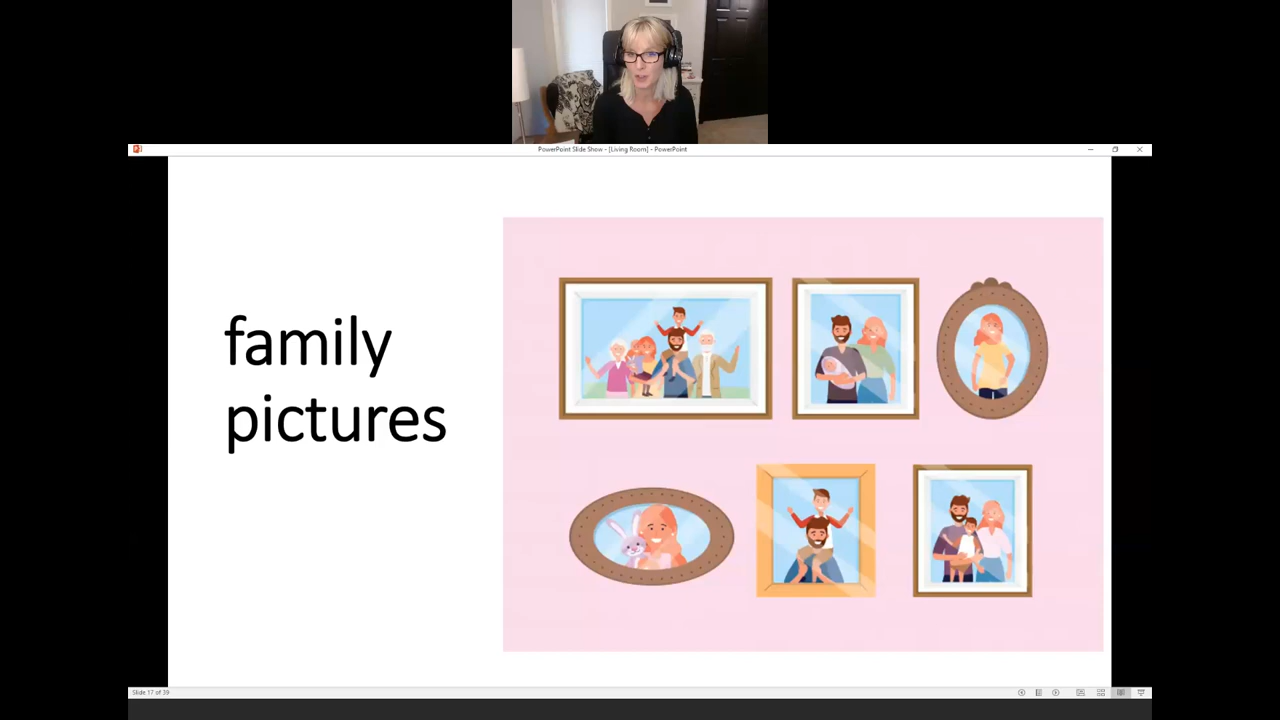 PowerPoint Slide Show - [Living Room] - PowerPoint
family
pictures
Slide 17 of 39